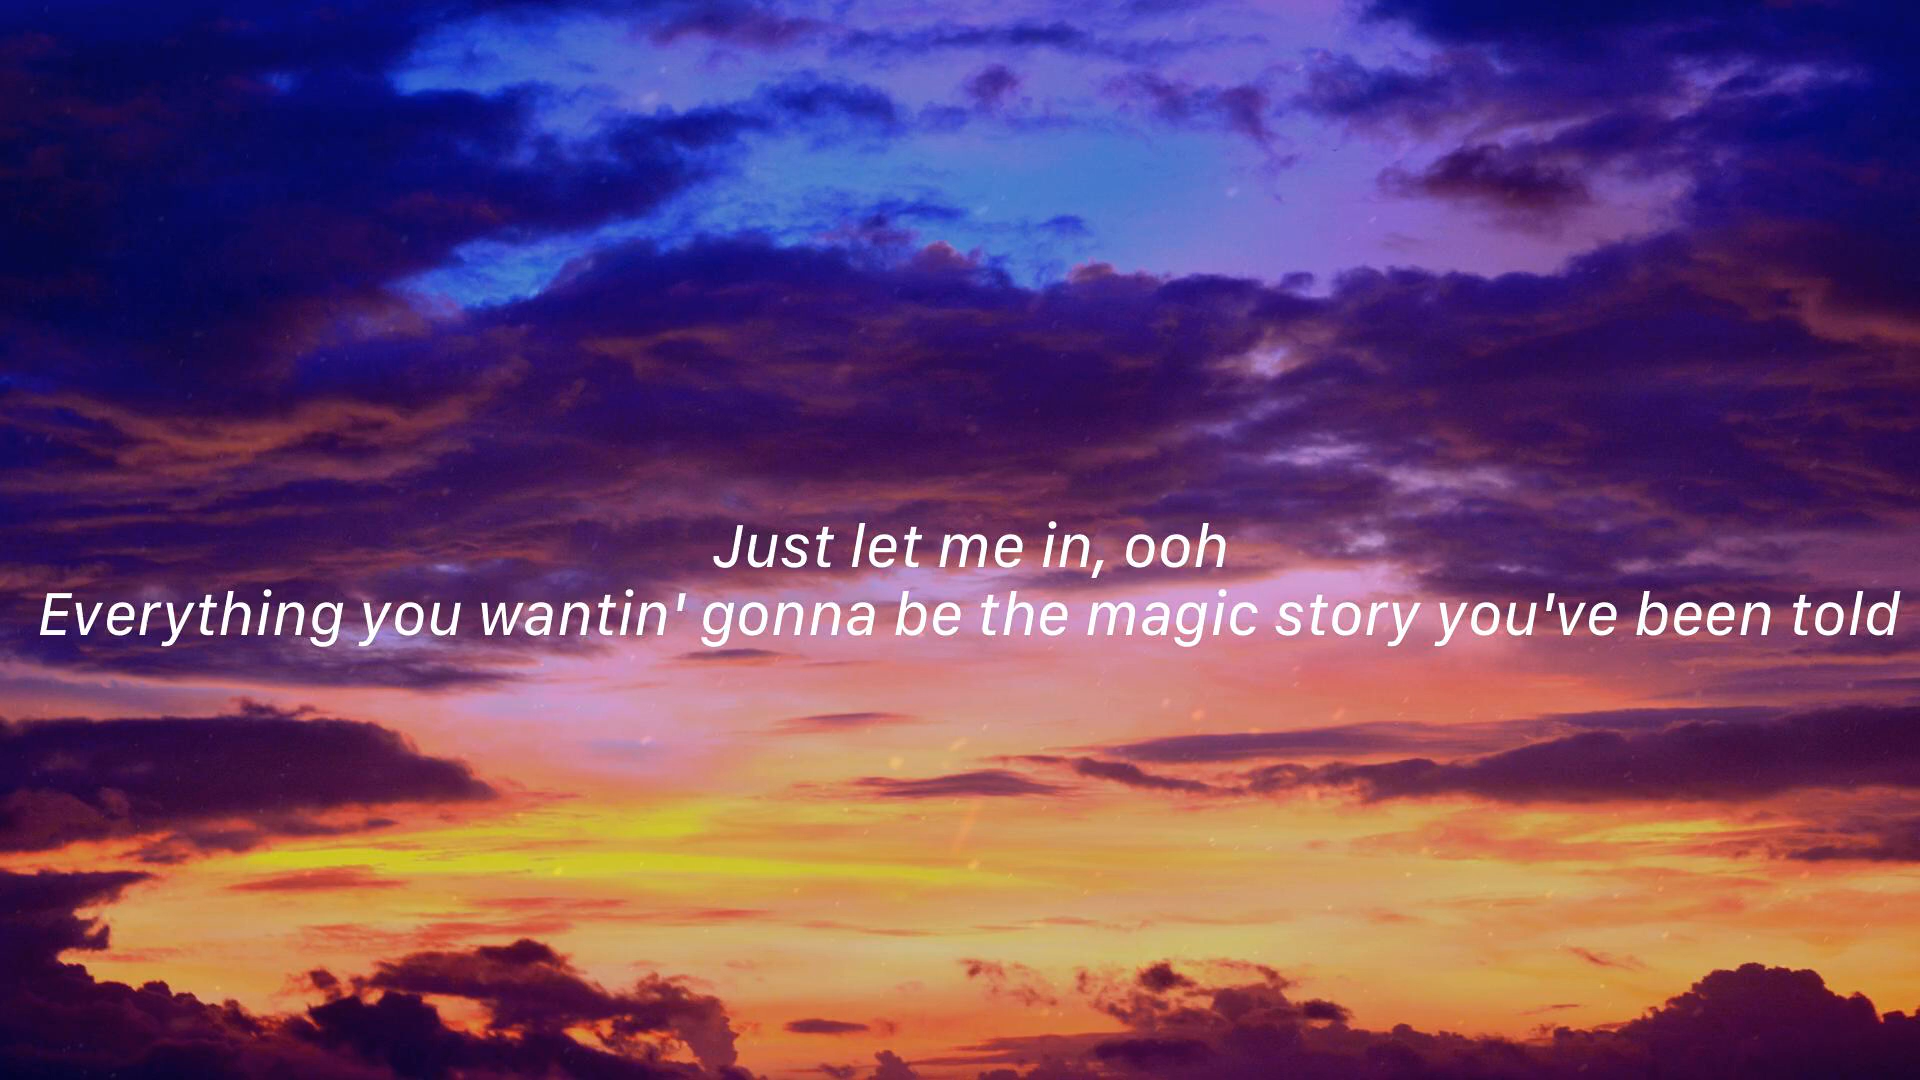 Just let me in, ooh
Everything you wantin' gonna be the magic story you've been told